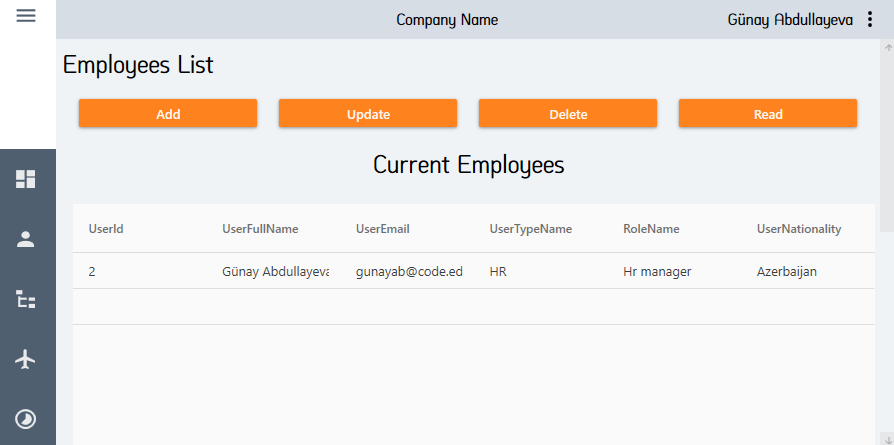 Company Name
Günay Abdullayeva
Employees List
Add Update Delete Read
Current Employees
UserId UserFullName UserEmail UserTypeName RoleName UserNationality
2 Günay Abdullayeva gunayab@code.ed HR Hr manager Azerbaijan